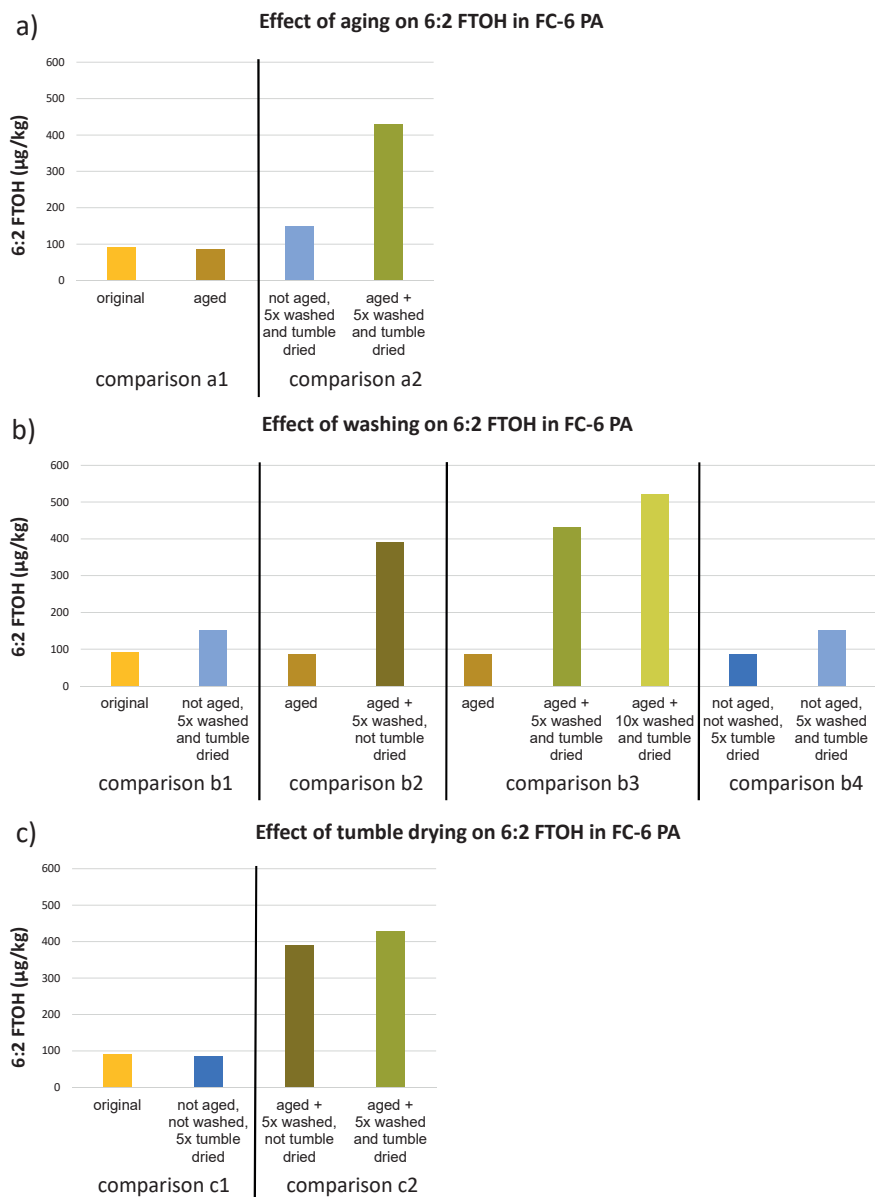 a)
Effect of aging on 6:2 FTOH in FC-6 PA
6:2 FTOH (µg/kg)
600
500
400
300
200
100
0
original
aged
not aged,
5x washed
and tumble
dried
aged +
5x washed
and tumble
dried
comparison a1
comparison a2
b)
Effect of washing on 6:2 FTOH in FC-6 PA
6:2 FTOH (µg/kg)
600
500
400
300
200
100
0
original
not aged,
5x washed
and tumble
dried
aged
aged +
5x washed,
not tumble
dried
aged
aged +
5x washed
and tumble
dried
aged +
10x washed
and tumble
dried
not aged,
not washed,
5x tumble
dried
not aged,
5x washed
and tumble
dried
comparison b1
comparison b2
comparison b3
comparison b4
c)
Effect of tumble drying on 6:2 FTOH in FC-6 PA
6:2 FTOH (µg/kg)
600
500
400
300
200
100
0
original
not aged,
not washed,
5x tumble
dried
aged +
5x washed,
not tumble
dried
aged +
5x washed
and tumble
dried
comparison c1
comparison c2